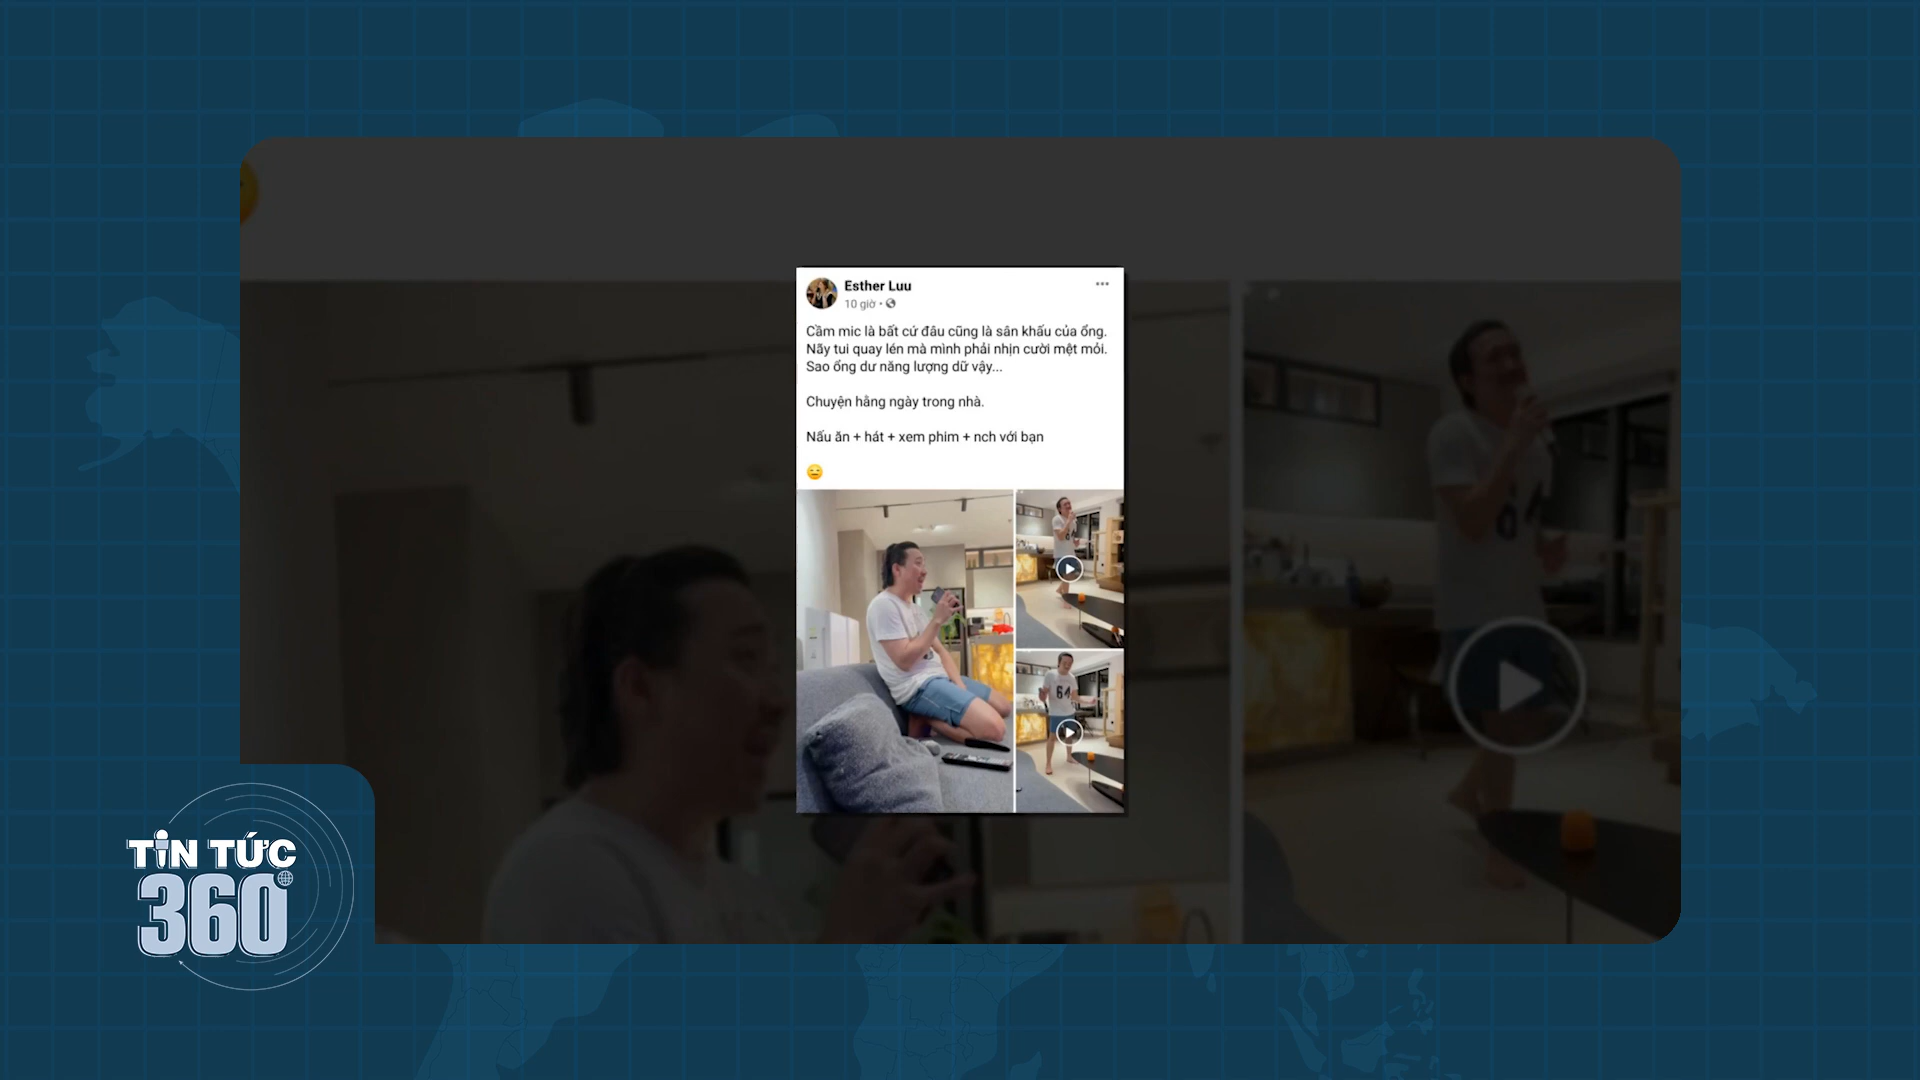 Esther Luu
10 giờ
Cầm mic là bất cứ đâu cũng là sân khấu của ổng.
Nãy tui quay lén mà mình phải nhịn cười mệt mỏi.
Sao ổng dư năng lượng dữ vậy...
Chuyện hằng ngày trong nhà.
Nấu ăn + hát + xem phim + nch với bạn
64
TIN TỨC
360